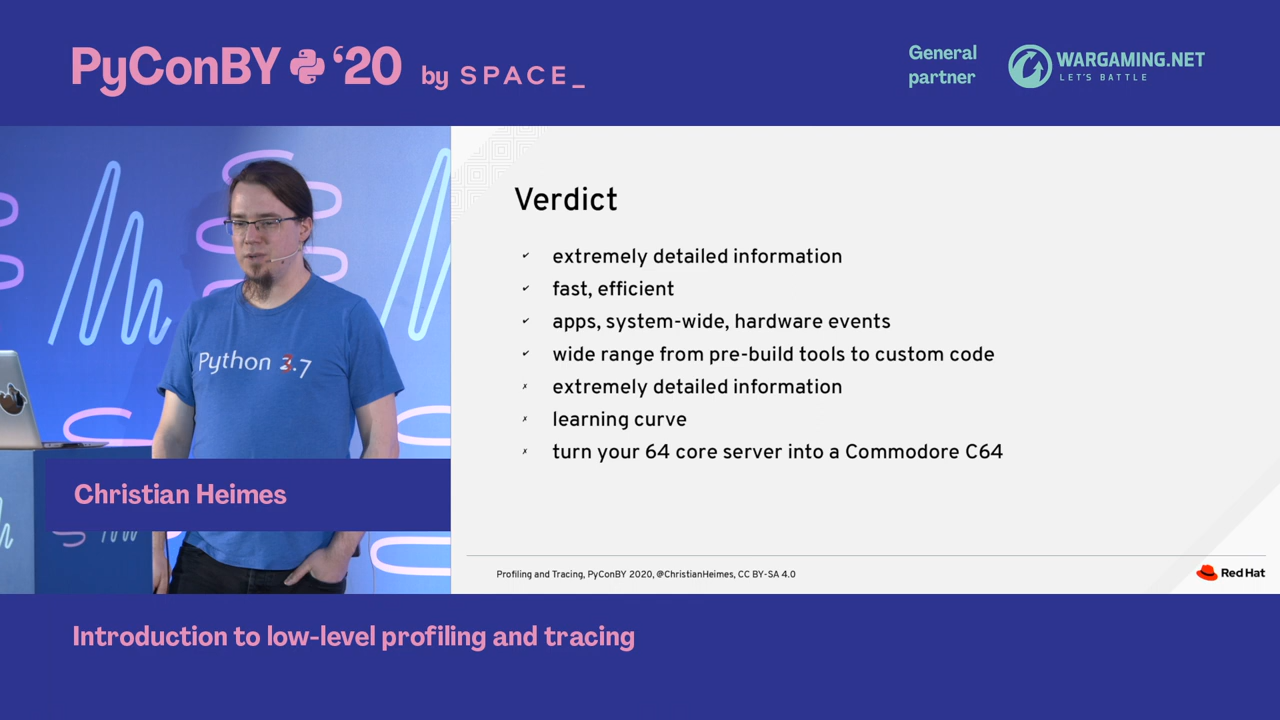 PyConBY '20 by SPACE_
General
partner
WARGAMING.NET
LET'S BATTLE
Python 3.7
Christian Heimes
Verdict
✔ extremely detailed information
✔ fast, efficient
✔ apps, system-wide, hardware events
✔ wide range from pre-build tools to custom code
✗ extremely detailed information
✗ learning curve
✗ turn your 64 core server into a Commodore C64
Profiling and Tracing, PyConBY 2020, @ChristianHeimes, CC BY-SA 4.0
Red Hat
Introduction to low-level profiling and tracing